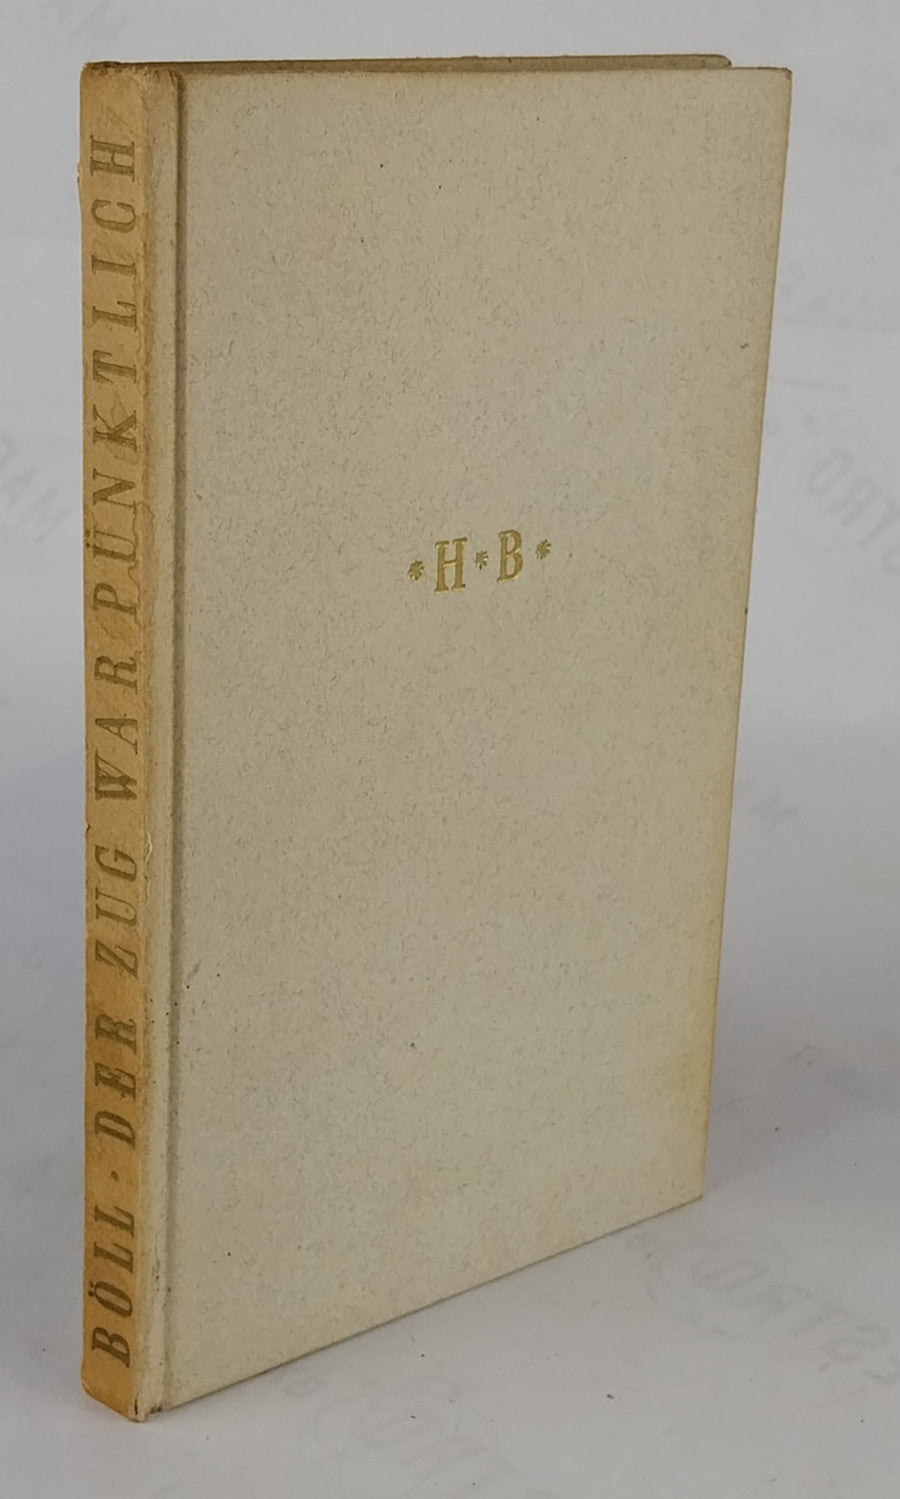 BÖLL · DER ZUG WAR PÜNKTLICH
*H*B*